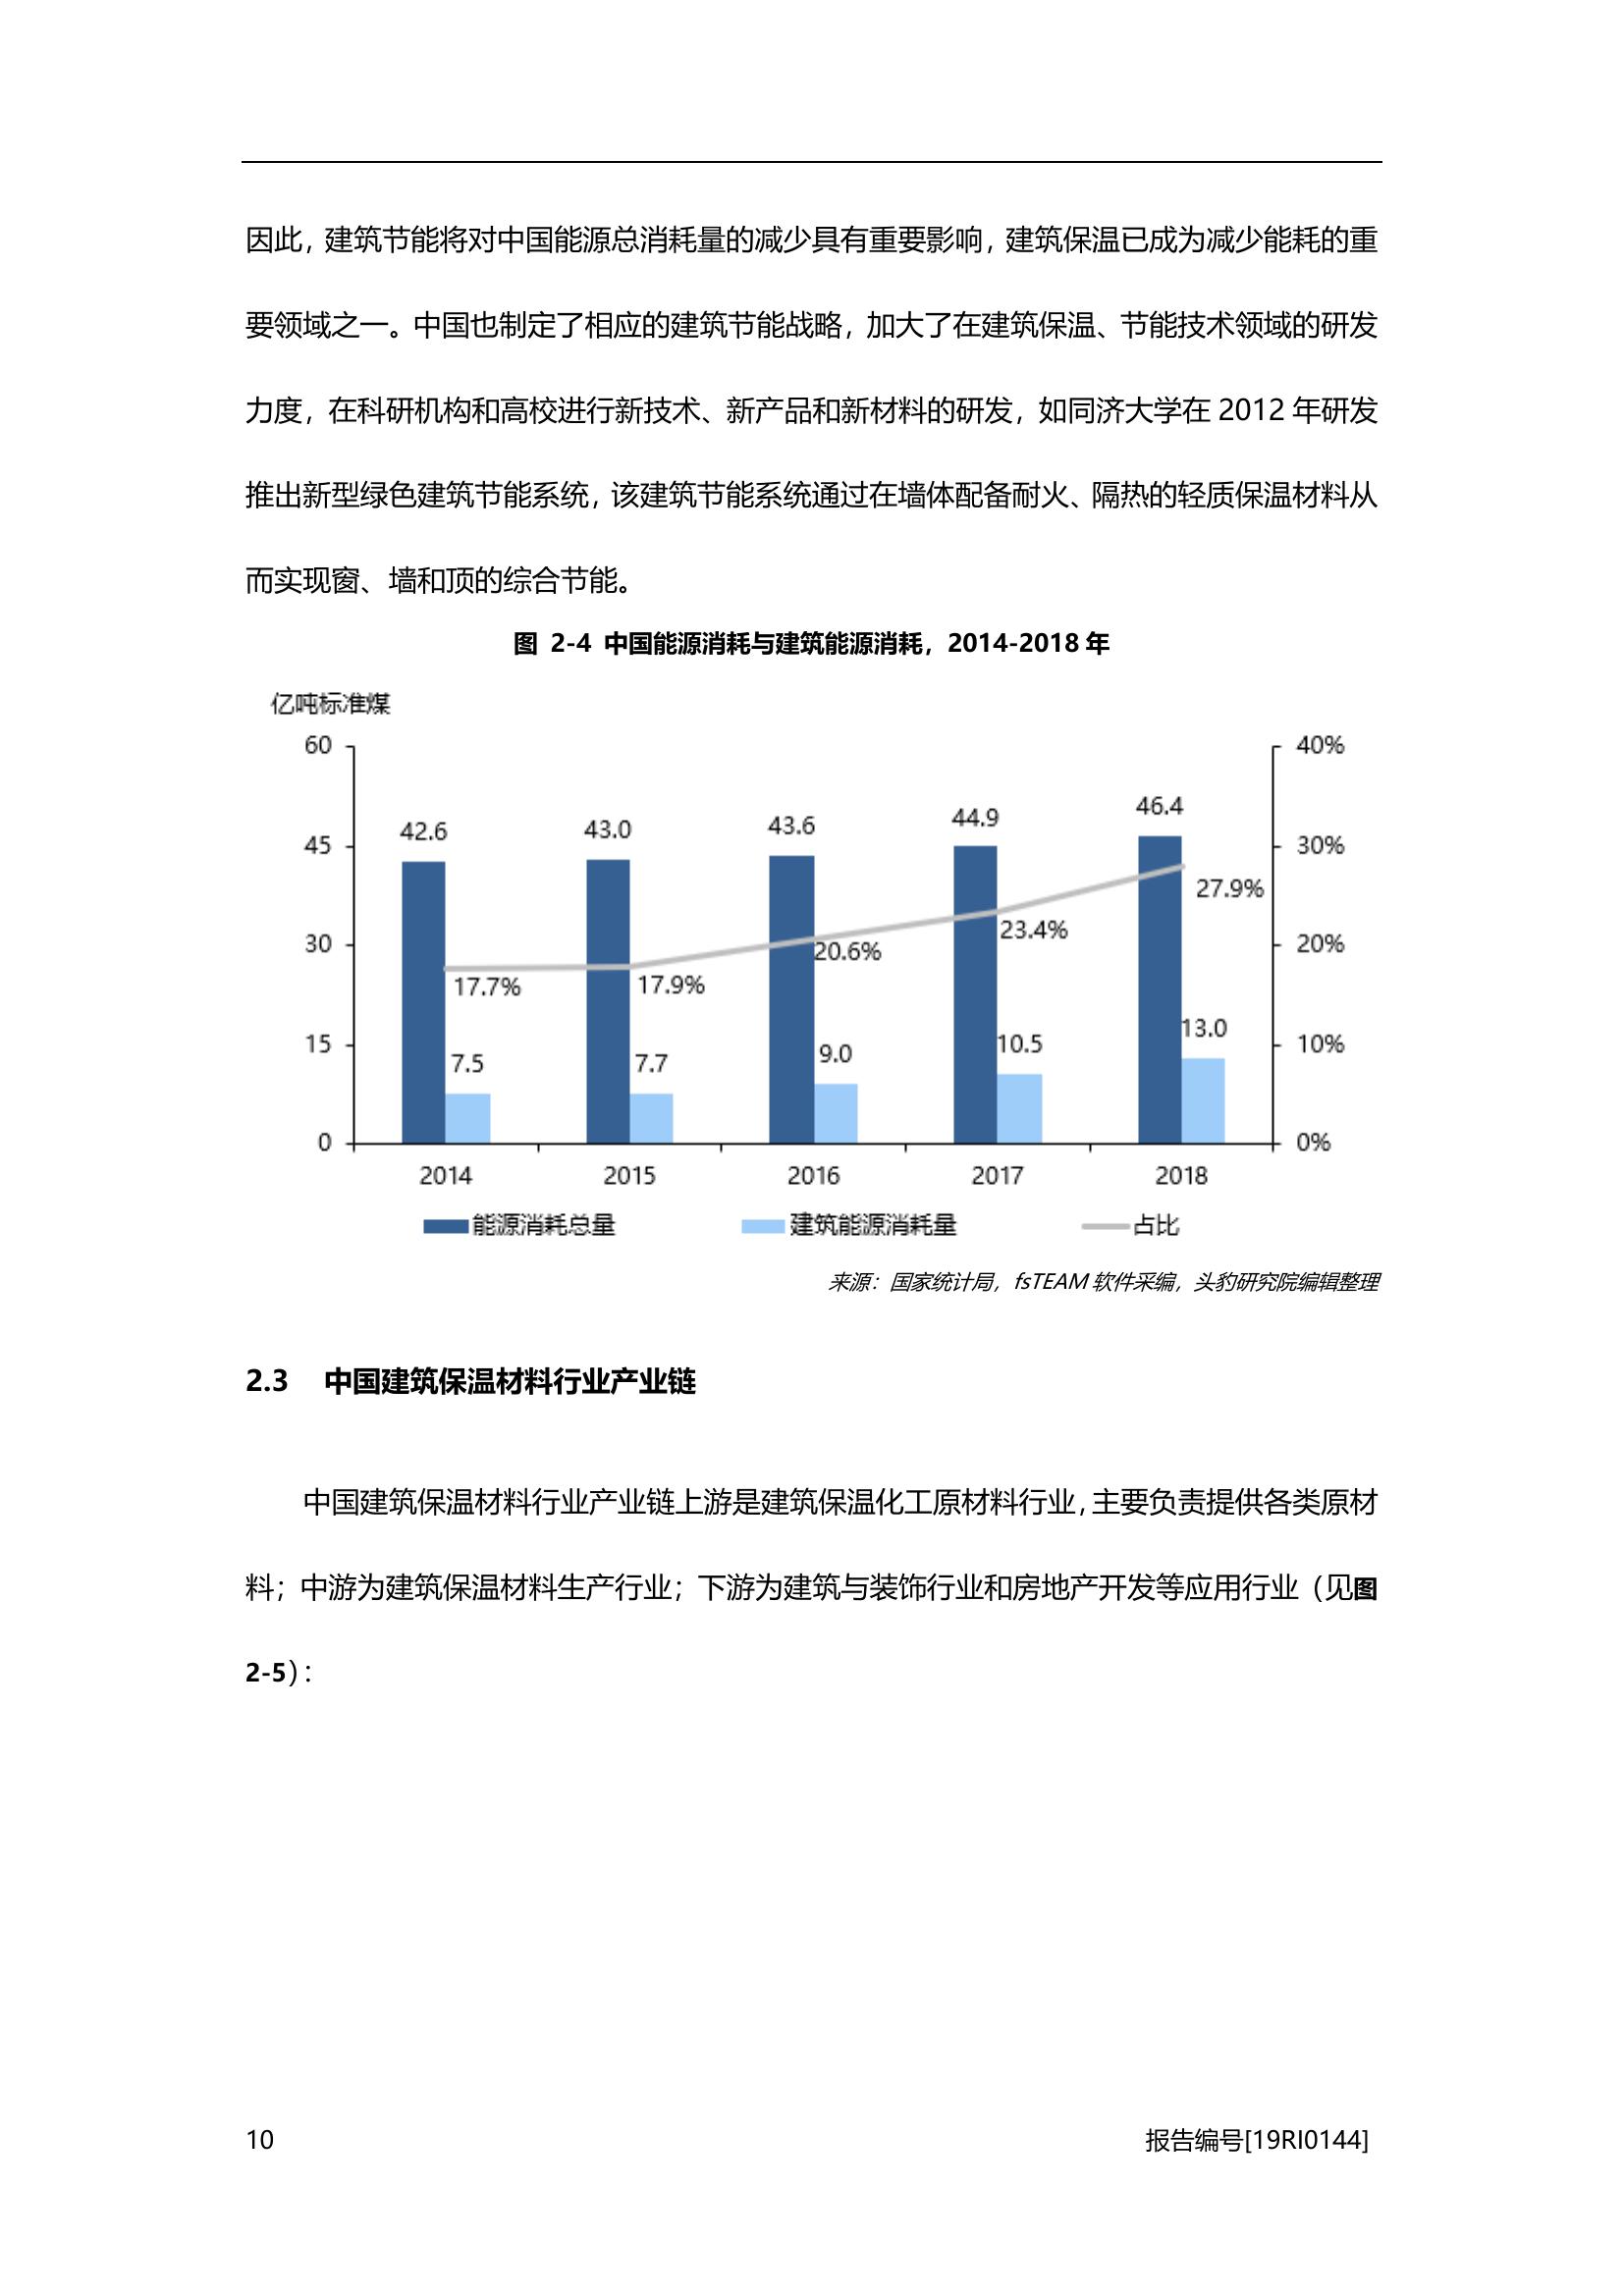 因此，建筑节能将对中国能源总消耗量的减少具有重要影响，建筑保温已成为减少能耗的重
要领域之一。中国也制定了相应的建筑节能战略，加大了在建筑保温、节能技术领域的研发
力度，在科研机构和高校进行新技术、新产品和新材料的研发，如同济大学在 2012 年研发
推出新型绿色建筑节能系统，该建筑节能系统通过在墙体配备耐火、隔热的轻质保温材料从
而实现窗、墙和顶的综合节能。
图 2-4 中国能源消耗与建筑能源消耗，2014-2018 年
亿吨标准煤
60
45
30
15
0
40%
30%
20%
10%
0%
42.6
43.0
43.6
44.9
46.4
17.7%
17.9%
20.6%
23.4%
27.9%
7.5
7.7
9.0
10.5
13.0
2014 2015 2016 2017 2018
能源消耗总量 建筑能源消耗量 占比
来源：国家统计局，fsTEAM 软件采编，头豹研究院编辑整理
2.3 中国建筑保温材料行业产业链
中国建筑保温材料行业产业链上游是建筑保温化工原材料行业，主要负责提供各类原材
料；中游为建筑保温材料生产行业；下游为建筑与装饰行业和房地产开发等应用行业（见图
2-5）：
10 报告编号[19RI0144]